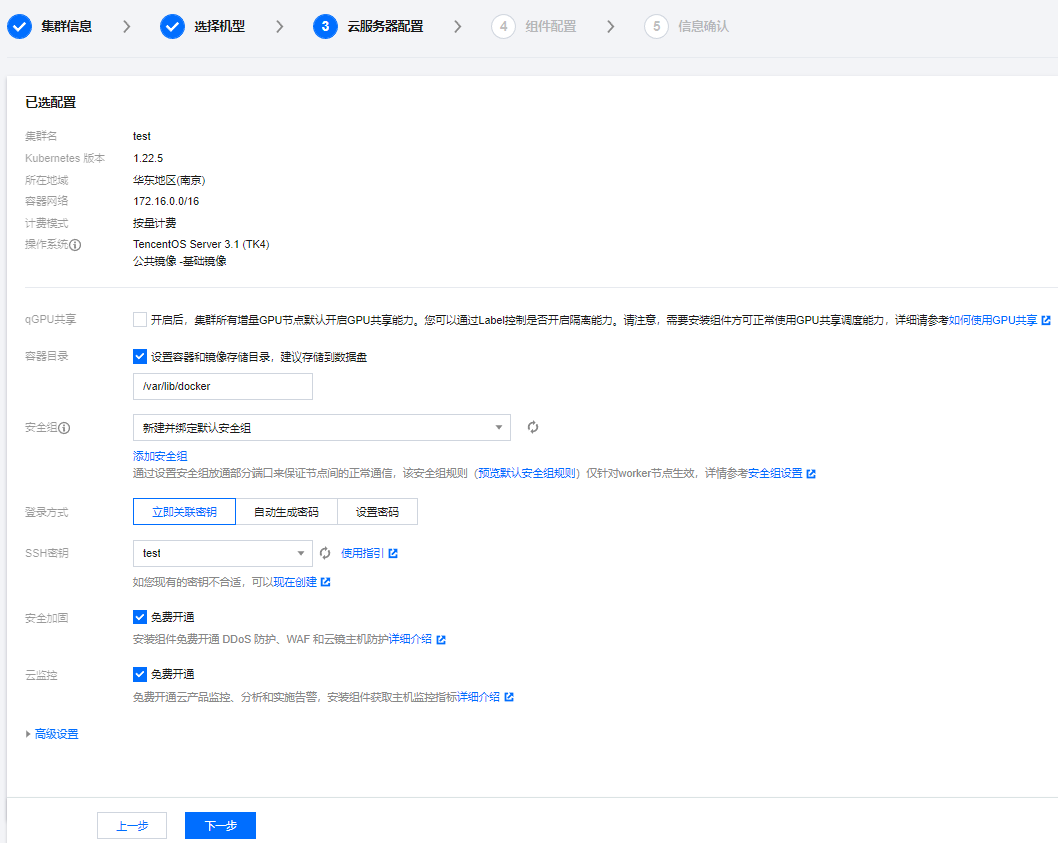 集群信息
选择机型
3 云服务器配置
4 组件配置
5 信息确认
已选配置
集群名 test
Kubernetes 版本 1.22.5
所在地域 华东地区(南京)
容器网络 172.16.0.0/16
计费模式 按量计费
操作系统 TencentOS Server 3.1 (TK4)
公共镜像 -基础镜像
qGPU共享 开启后，集群所有增量GPU节点默认开启GPU共享能力。您可以通过Label控制是否开启隔离能力。请注意，需要安装组件方可正常使用GPU共享调度能力，详细请参考如何使用GPU共享
容器目录 设置容器和镜像存储目录，建议存储到数据盘
/var/lib/docker
安全组 新建并绑定默认安全组
添加安全组
通过设置安全组放通部分端口来保证节点间的正常通信，该安全组规则（预览默认安全组规则）仅针对worker节点生效，详情参考安全组设置
登录方式 立即关联密钥 自动生成密码 设置密码
SSH密钥 test 使用指引
如您现有的密钥不合适，可以现在创建
安全加固 免费开通
安装组件免费开通 DDoS 防护、WAF 和云镜主机防护详细介绍
云监控 免费开通
免费开通云产品监控、分析和实施告警，安装组件获取主机监控指标详细介绍
高级设置
上一步 下一步